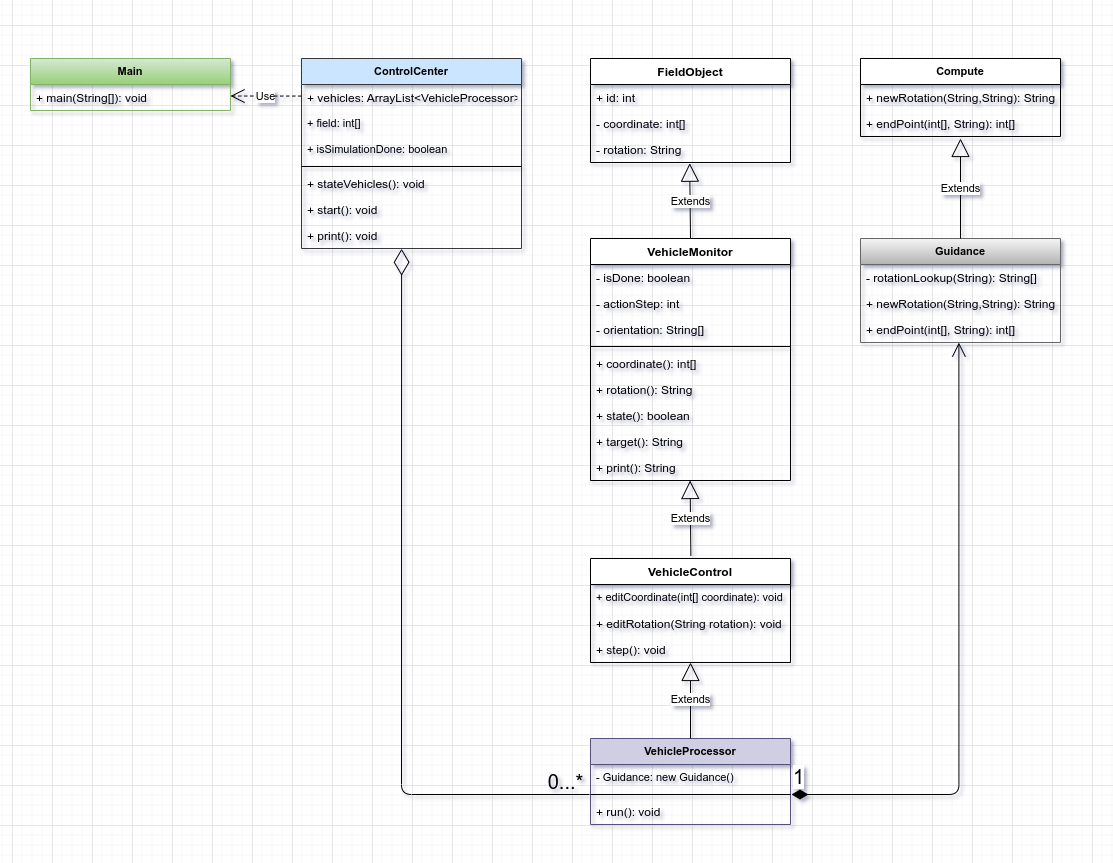 Main
+ main(String[]): void
Use
ControlCenter
+ vehicles: ArrayList<VehicleProcessor>
+ field: int[]
+ isSimulationDone: boolean
+ stateVehicles(): void
+ start(): void
+ print(): void
FieldObject
+ id: int
- coordinate: int[]
- rotation: String
Extends
VehicleMonitor
- isDone: boolean
- actionStep: int
- orientation: String[]
+ coordinate(): int[]
+ rotation(): String
+ state(): boolean
+ target(): String
+ print(): String
Extends
VehicleControl
+ editCoordinate(int[] coordinate): void
+ editRotation(String rotation): void
+ step(): void
Extends
VehicleProcessor
- Guidance: new Guidance()
+ run(): void
0...*
1
Compute
+ newRotation(String,String): String
+ endPoint(int[], String): int[]
Extends
Guidance
- rotationLookup(String): String[]
+ newRotation(String,String): String
+ endPoint(int[], String): int[]